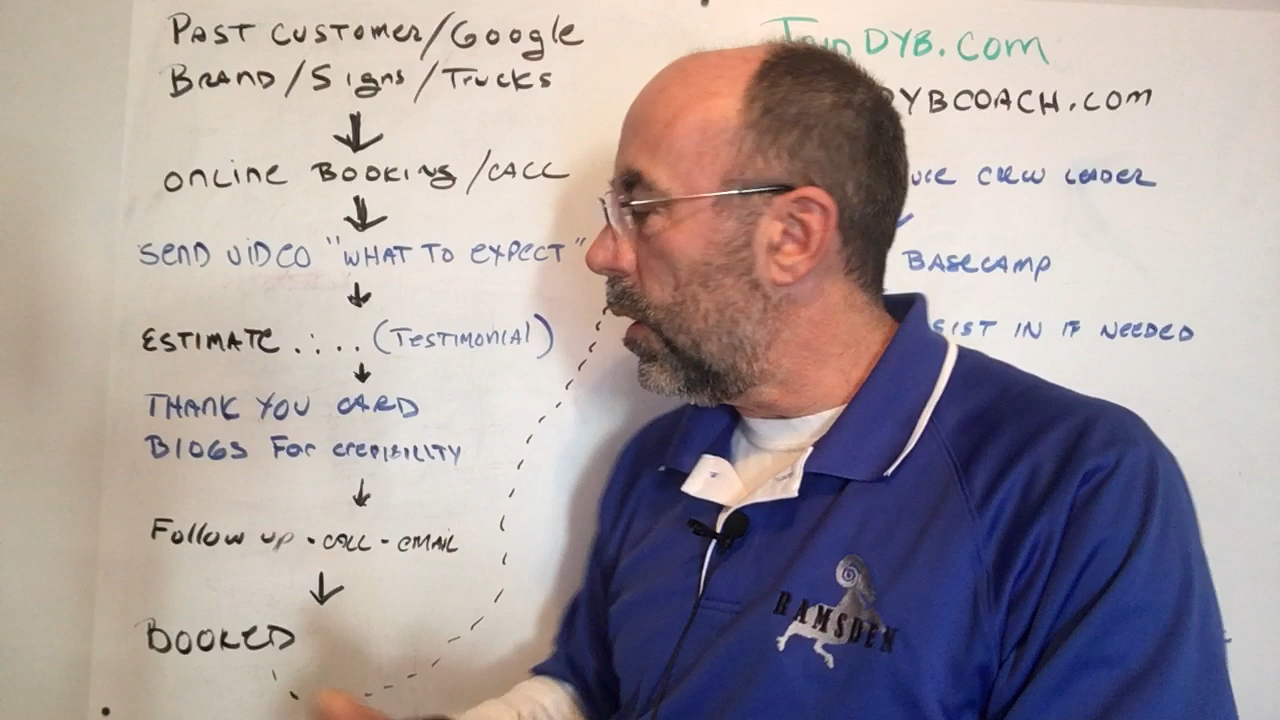 PAST CUSTOMER/Google
BRAND/Signs/TRUCKS
ONLINE BOOKING/CALL
SEND VIDEO "WHAT TO EXPECT"
ESTIMATE ..... (TESTIMONIAL)
THANK YOU CARD
BLOGS FOR CREDIBILITY
Follow up · CALL - EMAIL
BOOKED
Join DYB.COM
DYBCOACH.COM
CREW LEADER
BASECAMP
IN IF NEEDED
RAMSDEN